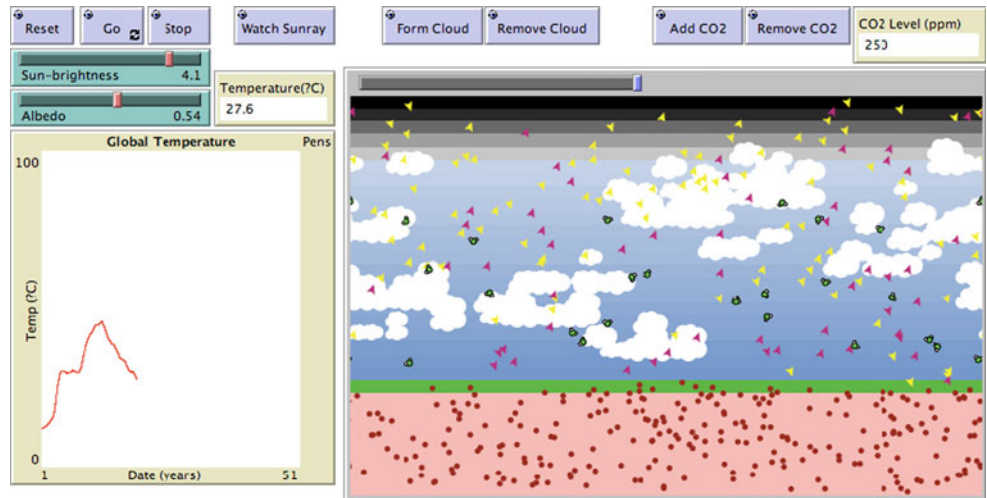 Reset Go Stop Watch Sunray Form Cloud Remove Cloud Add CO2 Remove CO2
CO2 Level (ppm)
250
Sun-brightness 4.1
Albedo 0.54
Temperature(?C)
27.6
Global Temperature Pens
100
Temp (?C)
0
1 Date (years) 51